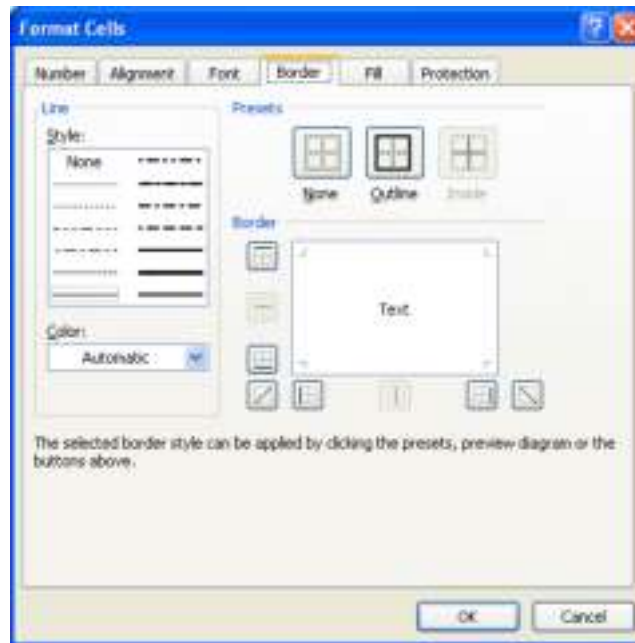 Format Cells
Number Alignment Font Border Fill Protection
Line
Style:
None
Color:
Automatic
Presets
None Outline Inside
Border
Text
The selected border style can be applied by clicking the presets, preview diagram or the
buttons above.
OK Cancel